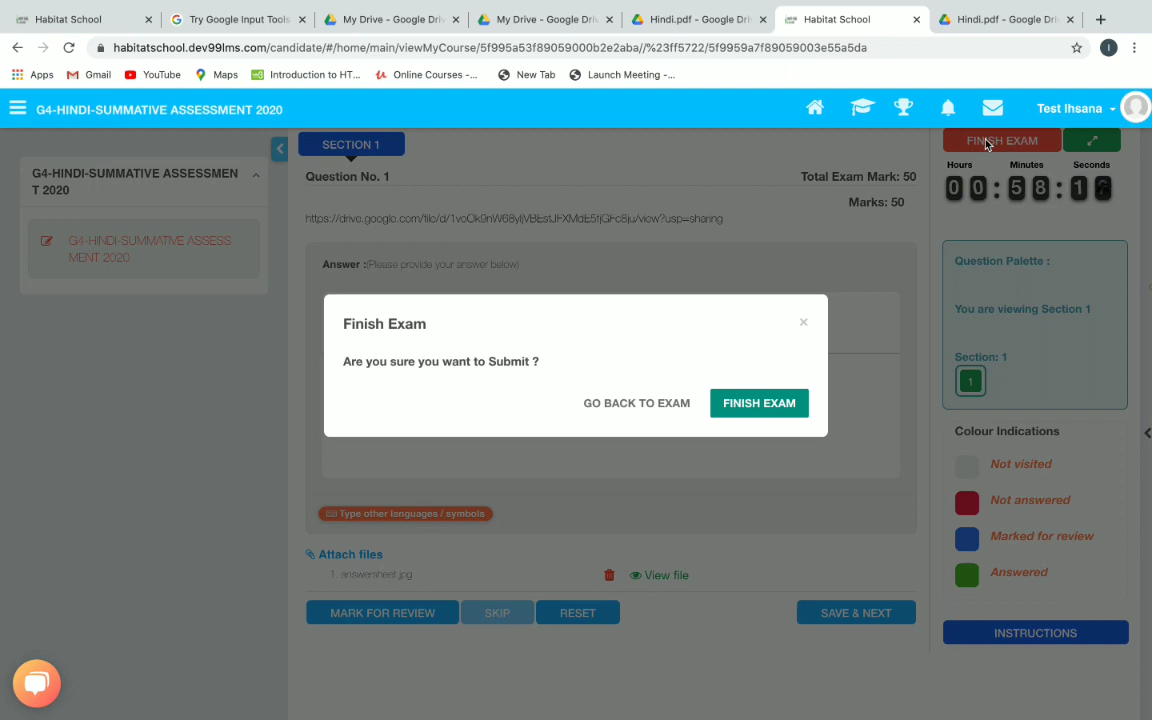 Habitat School
Try Google Input Tools
My Drive - Google Driv
My Drive - Google Driv
Hindi.pdf - Google Driv
Habitat School
Hindi.pdf - Google Driv
habitatschool.dev99lms.com/candidate/#/home/main/viewMyCourse/5f995a53f89059000b2e2aba//%23ff5722/5f9959a7f89059003e55a5da
I
Apps
Gmail
YouTube
Maps
Introduction to HT...
Online Courses -...
New Tab
Launch Meeting -...
G4-HINDI-SUMMATIVE ASSESSMENT 2020
Test Ihsana
G4-HINDI-SUMMATIVE ASSESSMEN
T 2020
G4-HINDI-SUMMATIVE ASSESS
MENT 2020
SECTION 1
Question No. 1
Total Exam Mark: 50
Marks: 50
Answer :(Please provide your answer below)
Finish Exam
Are you sure you want to Submit ?
GO BACK TO EXAM
FINISH EXAM
Type other languages / symbols
Attach files
1. answersheet.jpg
View file
MARK FOR REVIEW
SKIP
RESET
SAVE & NEXT
FINISH EXAM
Hours
Minutes
Seconds
00 : 58 : 1
Question Palette :
You are viewing Section 1
Section: 1
1
Colour Indications
Not visited
Not answered
Marked for review
Answered
INSTRUCTIONS